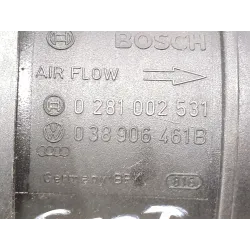 BOSCH
AIR FLOW
0 281 002 531
038 906 461B
Germany